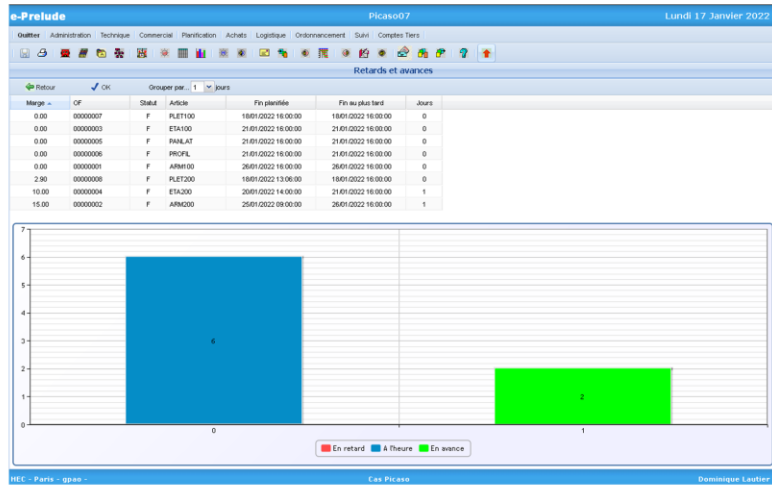 e-Prelude Picaso07 Lundi 17 Janvier 2022
Quitter Administration Technique Commercial Planification Achats Logistique Ordonnancement Suivi Comptes Tiers
Retards et avances
Retour OK Grouper par... 1 jours
Marge OF Statut Article Fin planifiée Fin au plus tard Jours
0.00 00000007 F PLET100 18/01/2022 16:00:00 18/01/2022 16:00:00 0
0.00 00000003 F ETA100 21/01/2022 16:00:00 21/01/2022 16:00:00 0
0.00 00000005 F PANLAT 21/01/2022 16:00:00 21/01/2022 16:00:00 0
0.00 00000006 F PROFIL 21/01/2022 16:00:00 21/01/2022 16:00:00 0
0.00 00000001 F ARM100 26/01/2022 16:00:00 26/01/2022 16:00:00 0
2.90 00000008 F PLET200 18/01/2022 13:06:00 18/01/2022 16:00:00 0
10.00 00000004 F ETA200 20/01/2022 14:00:00 21/01/2022 16:00:00 1
15.00 00000002 F ARM200 25/01/2022 09:00:00 26/01/2022 16:00:00 1
7
6
5
4
3
2
1
0
6
2
0 1
En retard A l'heure En avance
HEC - Paris - gpao - Cas Picaso Dominique Lautier